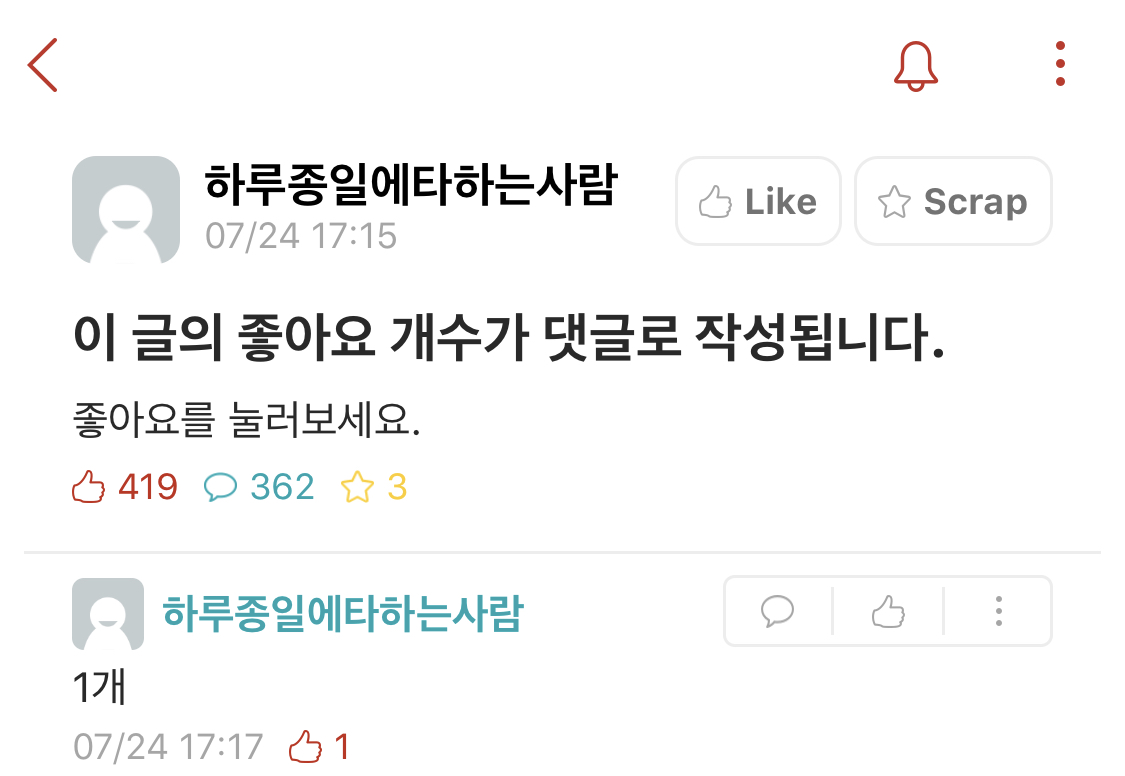 하루종일에타하는사람
07/24 17:15
Like
Scrap
이 글의 좋아요 개수가 댓글로 작성됩니다.
좋아요를 눌러보세요.
419 362 3
하루종일에타하는사람
1개
07/24 17:17 1